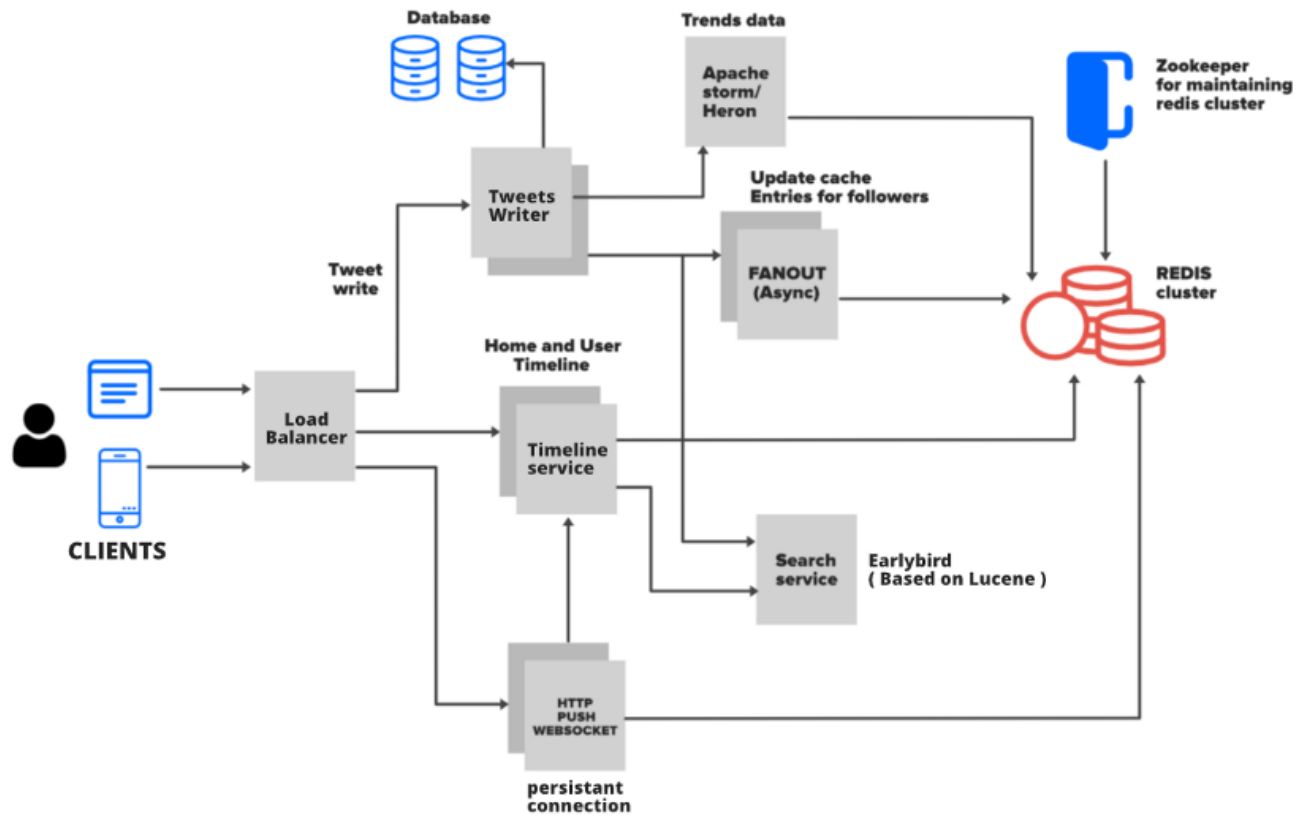 Database
Trends data
Apache
storm/
Heron
Zookeeper
for maintaining
redis cluster
Tweets
Writer
Update cache
Entries for followers
FANOUT
(Async)
Tweet
write
REDIS
cluster
Home and User
Timeline
Load
Balancer
Timeline
service
CLIENTS
Search
service
Earlybird
( Based on Lucene )
HTTP
PUSH
WEBSOCKET
persistant
connection